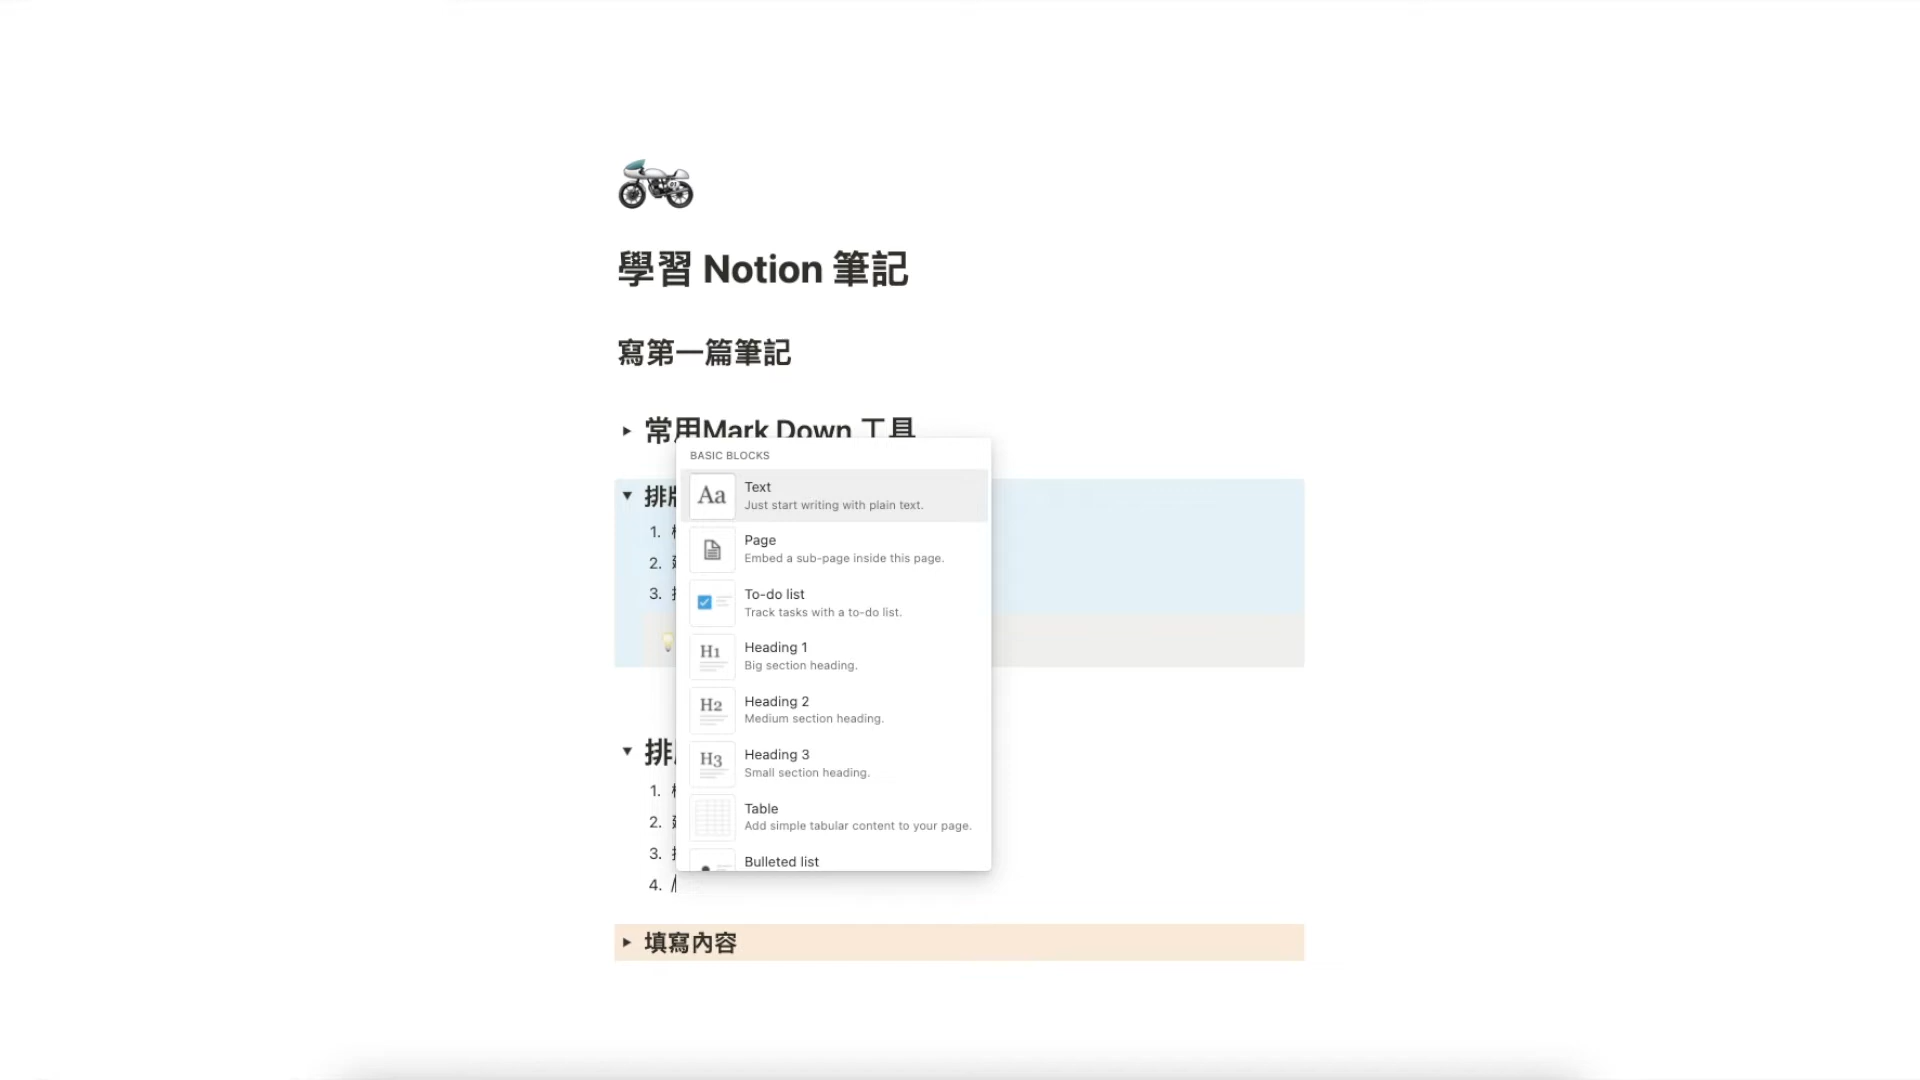 學習 Notion 筆記
寫第一篇筆記
常用Mark Down 工具
BASIC BLOCKS
Aa
Text
Just start writing with plain text.
Page
Embed a sub-page inside this page.
To-do list
Track tasks with a to-do list.
H1
Heading 1
Big section heading.
H2
Heading 2
Medium section heading.
H3
Heading 3
Small section heading.
Table
Add simple tabular content to your page.
Bulleted list
排
1.
2.
3.
排
1.
2.
3.
4. /
填寫內容